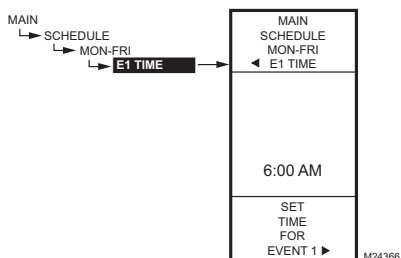 MAIN
SCHEDULE
MON-FRI
E1 TIME
MAIN
SCHEDULE
MON-FRI
◄ E1 TIME
6:00 AM
SET
TIME
FOR
EVENT 1 ►
M24366